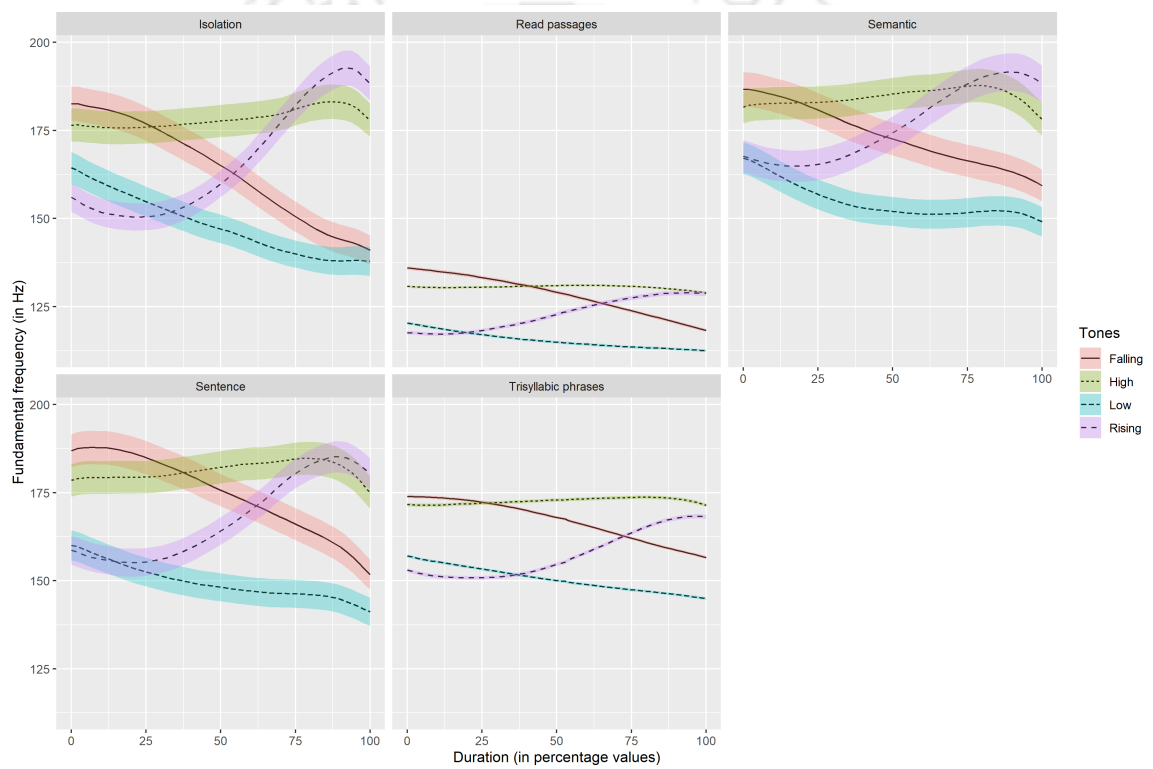 Isolation
Read passages
Semantic
200
175
150
125
0 25 50 75 100
Sentence
Trisyllabic phrases
200
175
150
125
0 25 50 75 100
0 25 50 75 100
Fundamental frequency (in Hz)
Duration (in percentage values)
Tones
Falling
High
Low
Rising